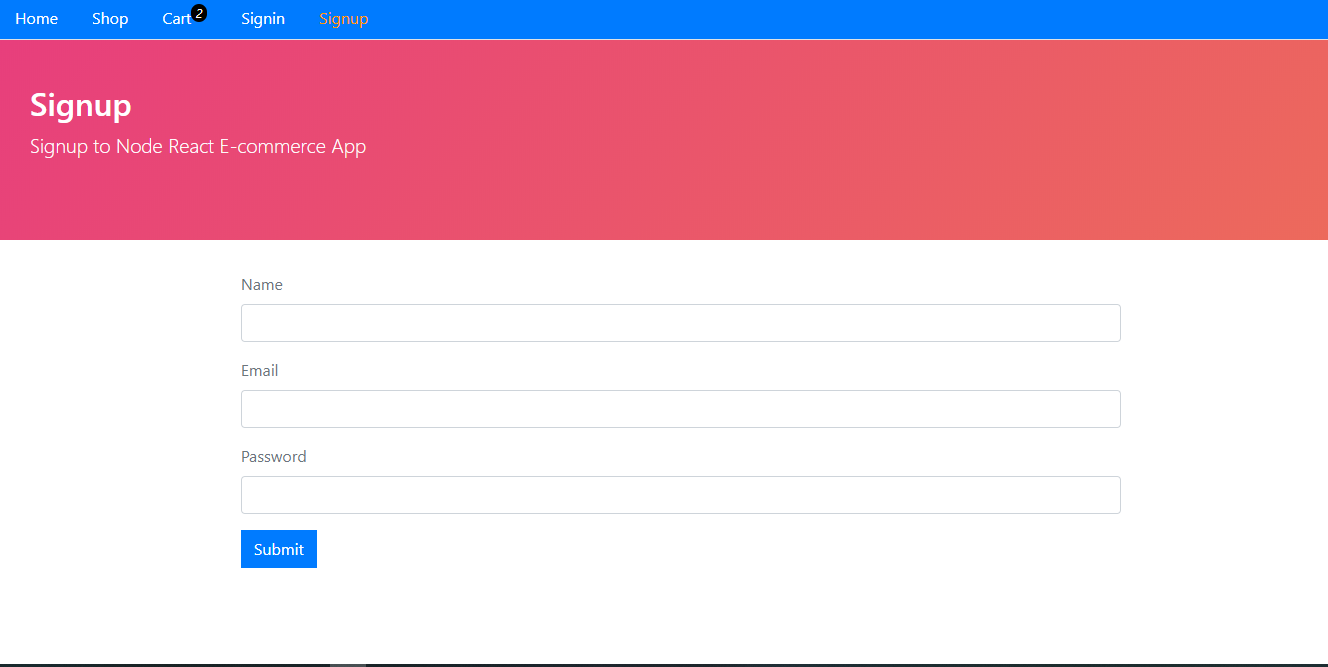 Home Shop Cart 2 Signin Signup
Signup
Signup to Node React E-commerce App
Name
Email
Password
Submit